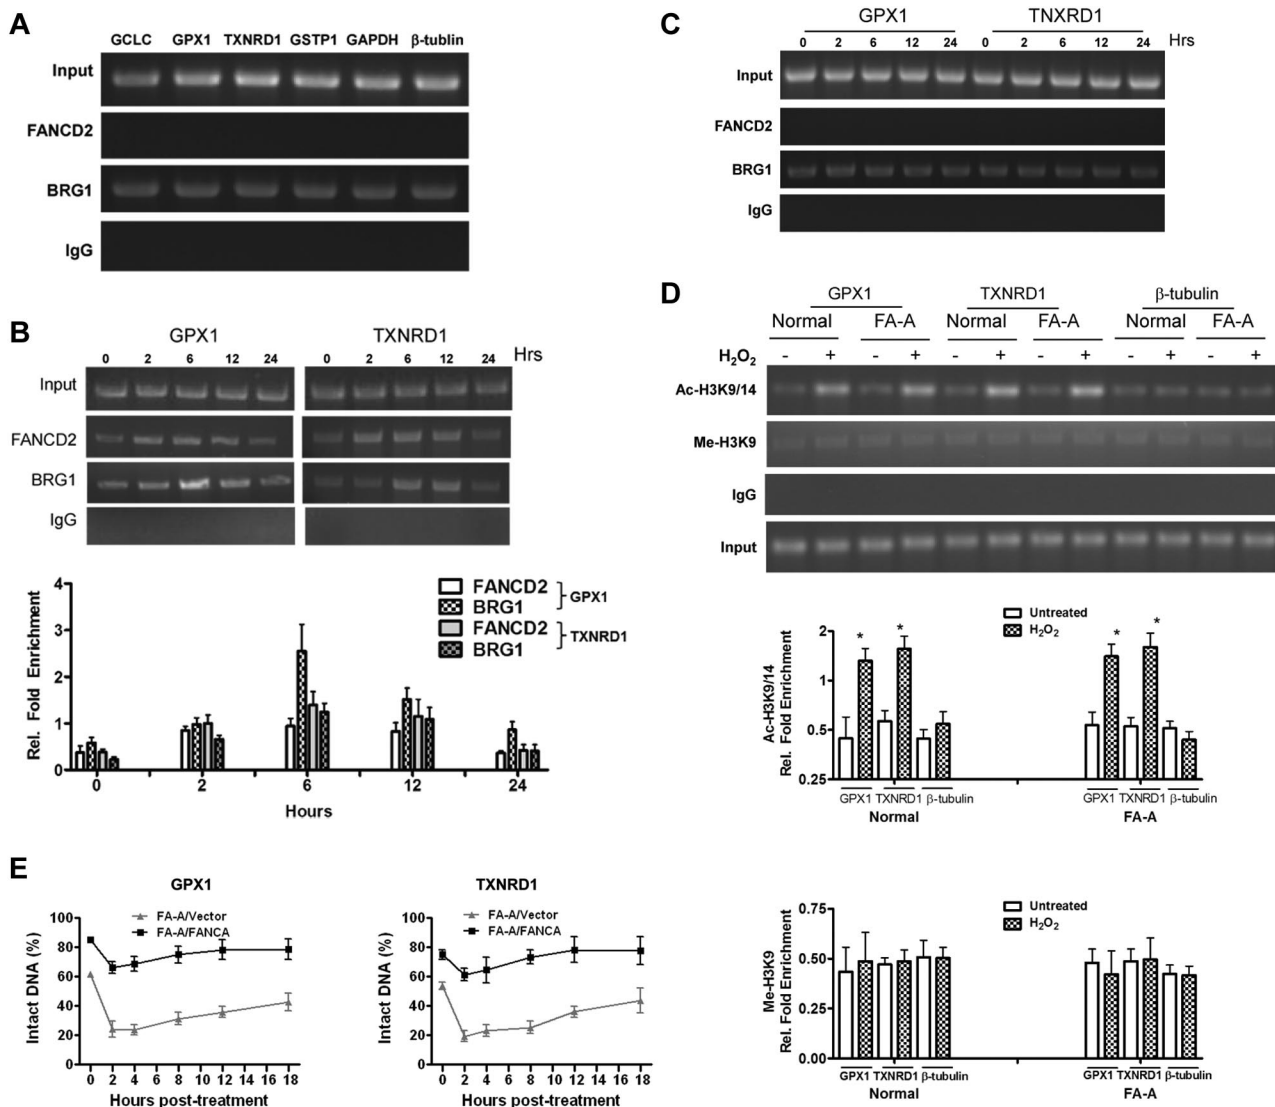 A
GCLC GPX1 TXNRD1 GSTP1 GAPDH β-tublin
Input
FANCD2
BRG1
IgG
B
GPX1 TXNRD1
0 2 6 12 24 0 2 6 12 24 Hrs
Input
FANCD2
BRG1
IgG
FANCD2
BRG1
GPX1
FANCD2
BRG1
TXNRD1
Rel. Fold Enrichment
4
3
2
1
0
0 2 6 12 24
Hours
C
GPX1 TNXRD1
0 2 6 12 24 0 2 6 12 24 Hrs
Input
FANCD2
BRG1
IgG
D
GPX1 TXNRD1 β-tubulin
Normal FA-A Normal FA-A Normal FA-A
H₂O₂ - + - + - + - + - + - +
Ac-H3K9/14
Me-H3K9
IgG
Input
Untreated
H₂O₂
Ac-H3K9/14
Rel. Fold Enrichment
2
1
0.5
0.25
* * * *
GPX1 TXNRD1 β-tubulin GPX1 TXNRD1 β-tubulin
Normal FA-A
Untreated
H₂O₂
Me-H3K9
Rel. Fold Enrichment
0.75
0.50
0.25
0.00
GPX1 TXNRD1 β-tubulin GPX1 TXNRD1 β-tubulin
Normal FA-A
E
GPX1
FA-A/Vector
FA-A/FANCA
Intact DNA (%)
100
80
60
40
20
0
0 2 4 6 8 10 12 14 16 18
Hours post-treatment
TXNRD1
FA-A/Vector
FA-A/FANCA
Intact DNA (%)
100
80
60
40
20
0
0 2 4 6 8 10 12 14 16 18
Hours post-treatment